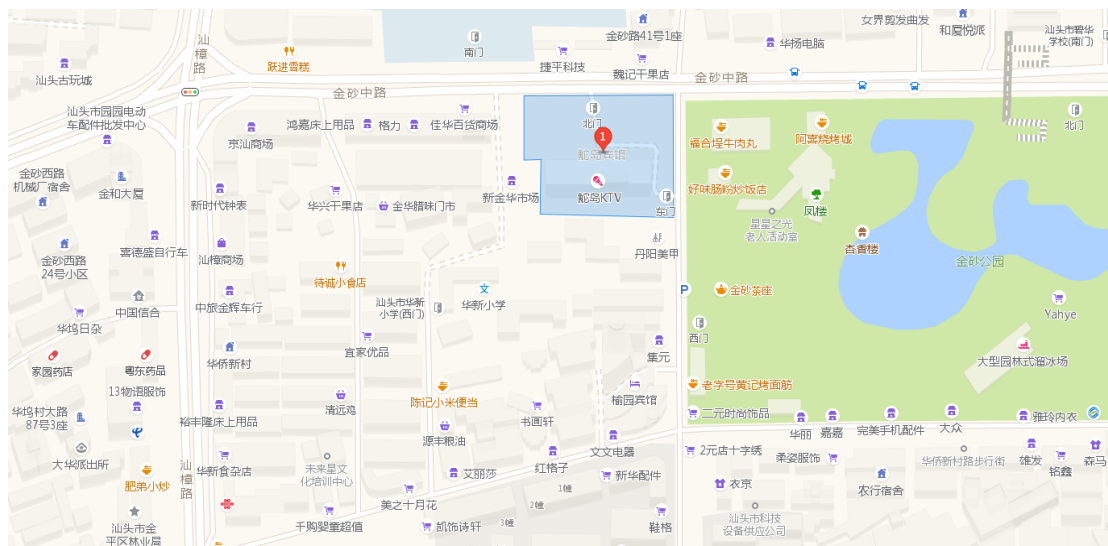 汕樟路
南门
金砂路41号1座
女界剪发曲发
和厦悦派
汕头市碧华
学校(南门)
华扬电脑
跃进雪糕
捷平科技
魏记干果店
汕头古玩城
金砂中路
金砂中路
汕头市园园电动
车配件批发中心
鸿嘉床上用品
格力
佳华百货商场
北门
北门
京汕商场
福合埕牛肉丸
阿窝烧烤城
鮀岛宾馆
1
金砂西路
机械厂宿舍
金和大厦
新时代钟表
华兴干果店
金华腊味门市
新金华市场
鮀岛KTV
东门
好味肠粉炒饭店
凤楼
星星之光
老人活动室
喜德盛自行车
汕樟商场
丹阳美甲
杏香楼
金砂公园
金砂西路
24号小区
待诚小食店
中国信合
中旅金辉车行
汕头市华新
小学(西门)
华新小学
P
金砂茶座
Yahye
华坞日杂
西门
家园药店
粤东药品
华侨新村
宜家优品
集元
大型园林式溜冰场
13物语服饰
陈记小米便当
榆园宾馆
老字号黄记烤面筋
华坞村大路
87号3座
裕丰隆床上用品
清远鸡
书画轩
二元时尚饰品
华丽
嘉嘉
完美手机配件
大众
雅玲内衣
源丰粮油
文文电器
2元店十字绣
柔姿服饰
华侨新村路步行街
雄发
铭鑫
森马
大华派出所
华新食杂店
未来星文
化培训中心
艾丽莎
红格子
新华配件
肥弟小炒
汕樟路
衣京
农行宿舍
美之十月花
1幢
2幢
3幢
汕头市金
平区林业局
千购婴童超值
凯饰诗轩
鞋格
汕头市科技
设备供应公司